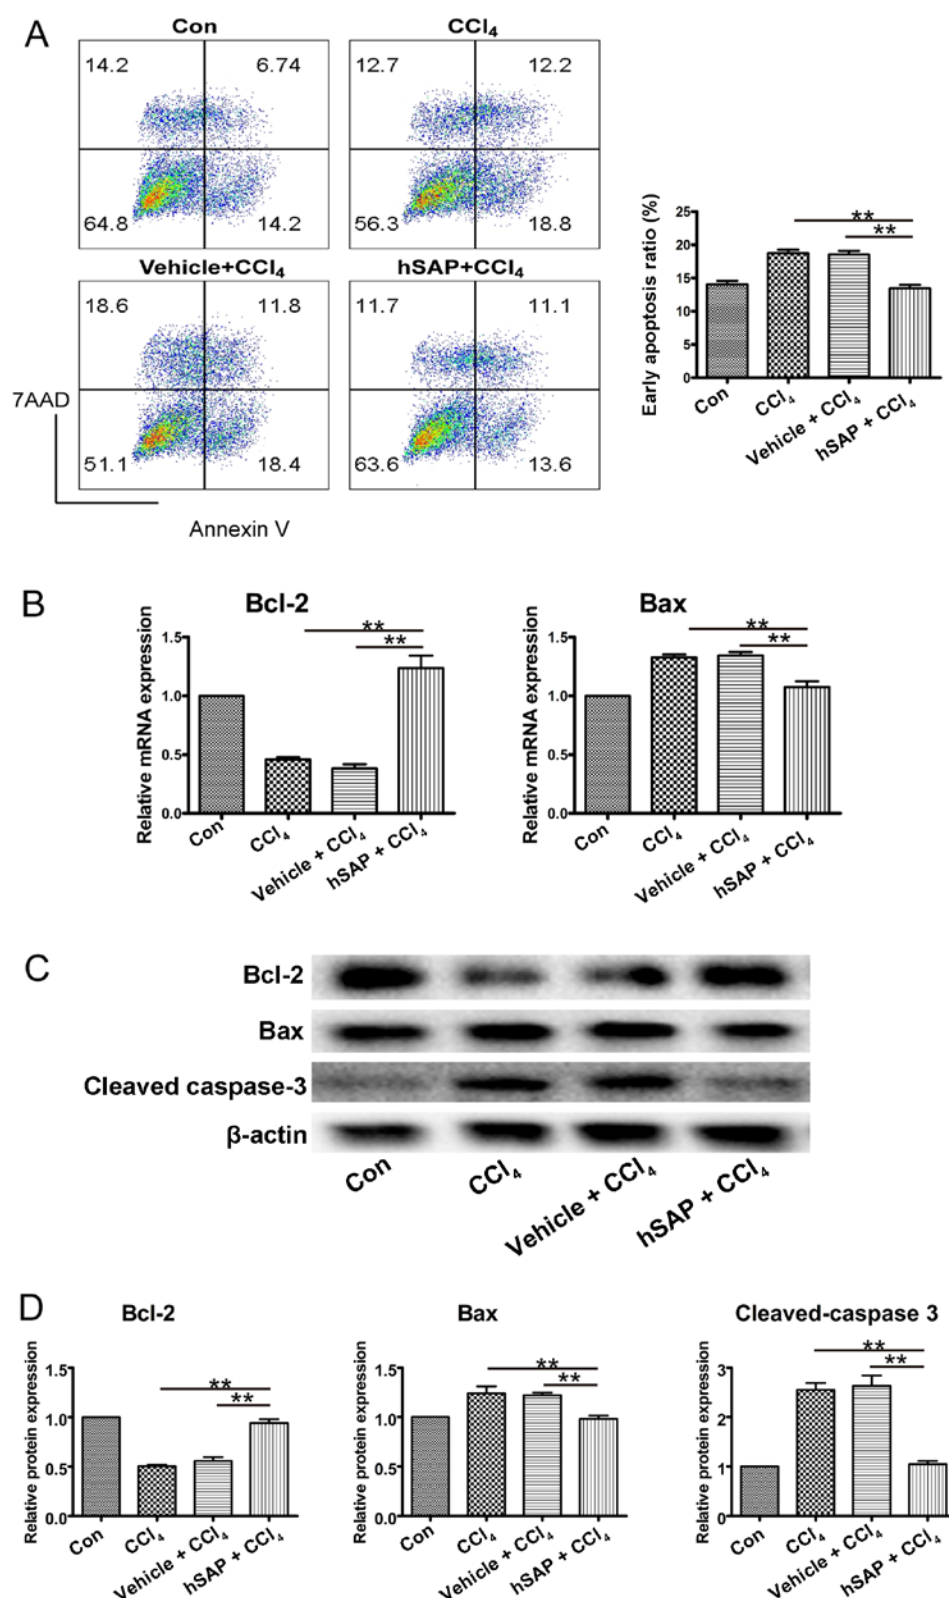 A
Con
CCl₄
14.2
6.74
12.7
12.2
64.8
14.2
56.3
18.8
Vehicle+CCl₄
hSAP+CCl₄
18.6
11.8
11.7
11.1
51.1
18.4
63.6
13.6
7AAD
Annexin V
Early apoptosis ratio (%)
25
20
15
10
5
0
**
**
Con
CCl₄
Vehicle + CCl₄
hSAP + CCl₄
B
Bcl-2
Relative mRNA expression
1.5
1.0
0.5
0.0
**
**
Con
CCl₄
Vehicle + CCl₄
hSAP + CCl₄
Bax
Relative mRNA expression
1.5
1.0
0.5
0.0
**
**
Con
CCl₄
Vehicle + CCl₄
hSAP + CCl₄
C
Bcl-2
Bax
Cleaved caspase-3
β-actin
Con
CCl₄
Vehicle + CCl₄
hSAP + CCl₄
D
Bcl-2
Relative protein expression
1.5
1.0
0.5
0.0
**
**
Con
CCl₄
Vehicle + CCl₄
hSAP + CCl₄
Bax
Relative protein expression
1.5
1.0
0.5
0.0
**
**
Con
CCl₄
Vehicle + CCl₄
hSAP + CCl₄
Cleaved-caspase 3
Relative protein expression
3
2
1
0
**
**
Con
CCl₄
Vehicle + CCl₄
hSAP + CCl₄